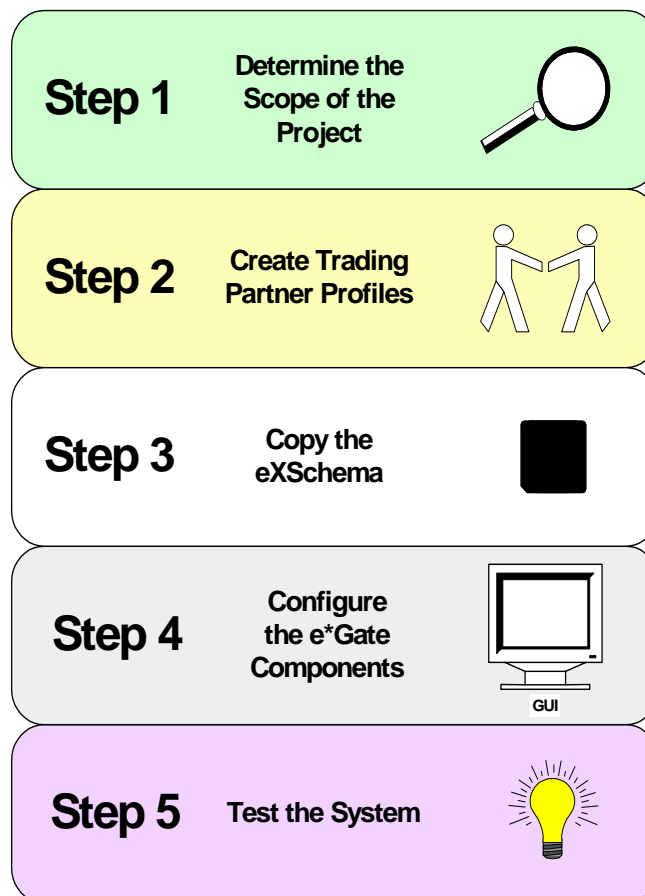 Step 1
Determine the
Scope of the
Project
Step 2
Create Trading
Partner Profiles
Step 3
Copy the
eXSchema
Step 4
Configure
the e*Gate
Components
GUI
Step 5
Test the System